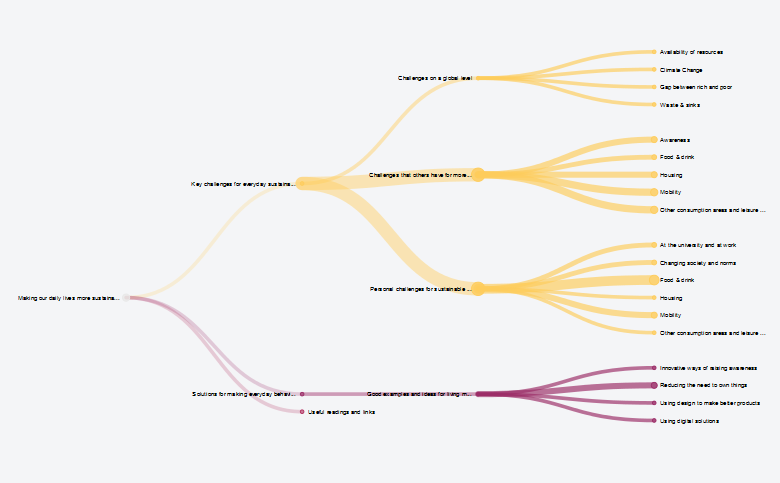 Availability of resources
Challenges on a global level
Climate Change
Gap between rich and poor
Waste & sinks
Awareness
Food & drink
Challenges that others have formore...
Housing
Key challenges for everyday sustaina...
Mobility
Other consumption areas and leisure ...
At the university and at work
Changing society and norms
Food & drink
Personal challenges for sustainable ...
Making our daily lives more sustaina...
Housing
Mobility
Other consumption areas and leisure ...
Innovative ways of raising awareness
Reducing the need to own things
Solutions for making everyday behavi...
Good examples and ideas for living m...
Using design to make better products
Useful readings and links
Using digital solutions